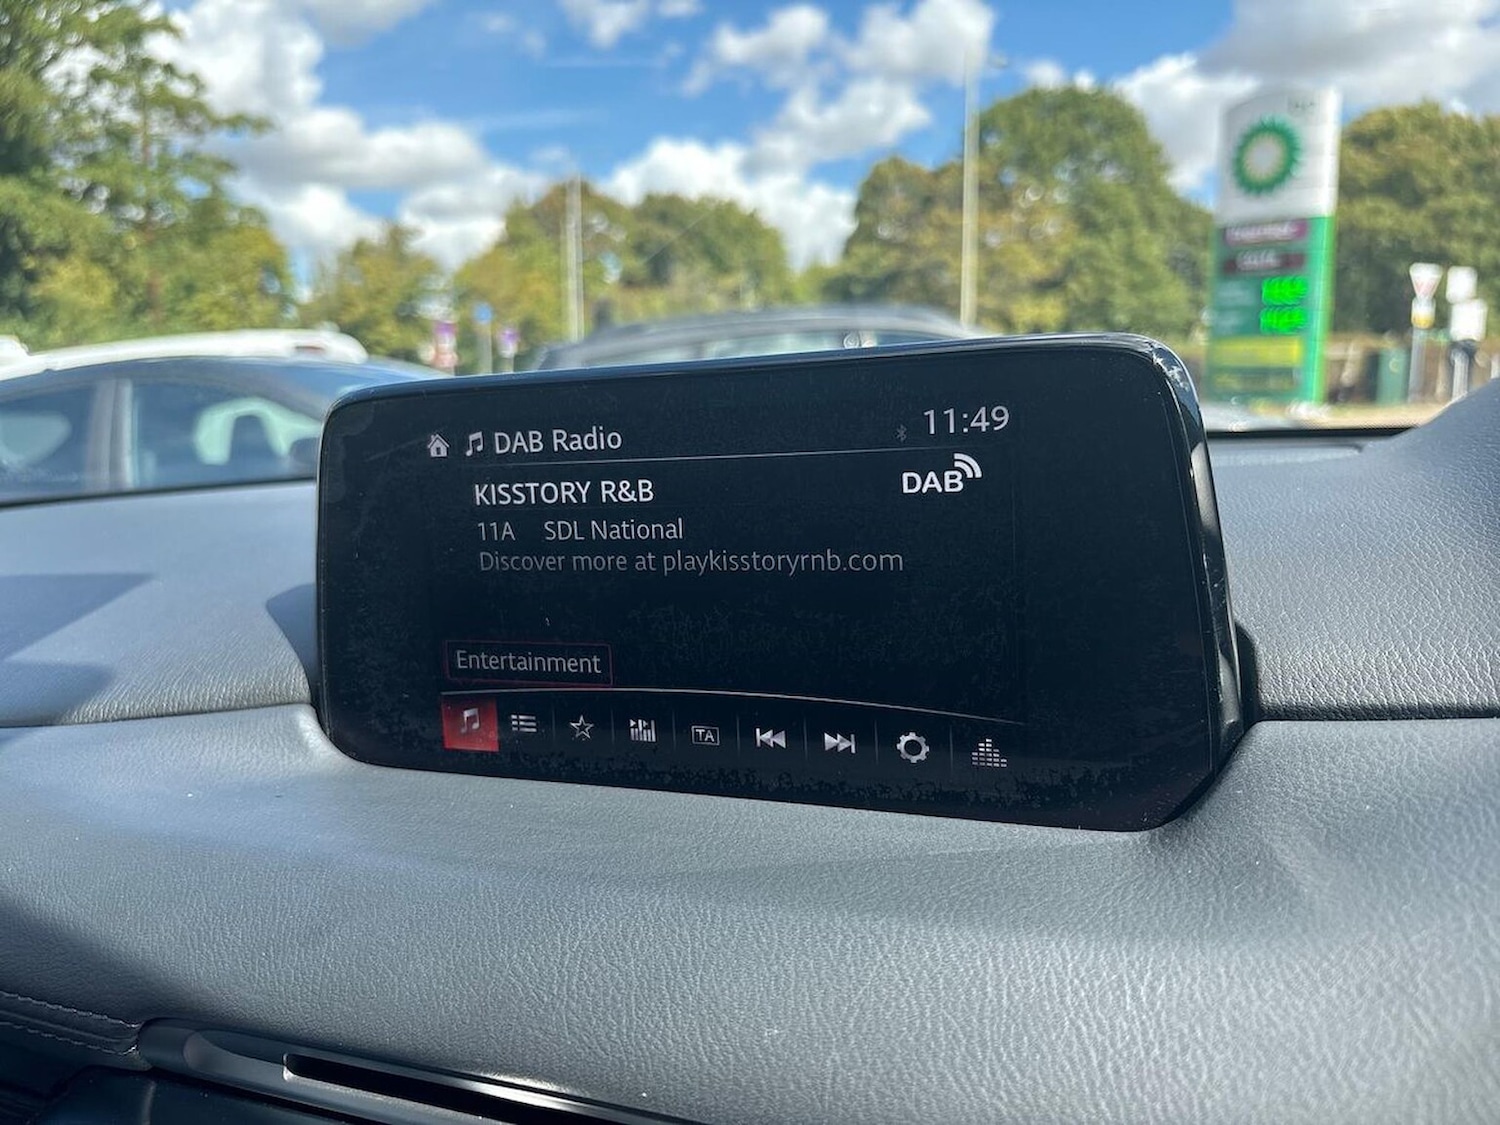 DAB Radio
11:49
KISSTORY R&B
DAB
11A SDL National
Discover more at playkisstoryrnb.com
Entertainment
TA